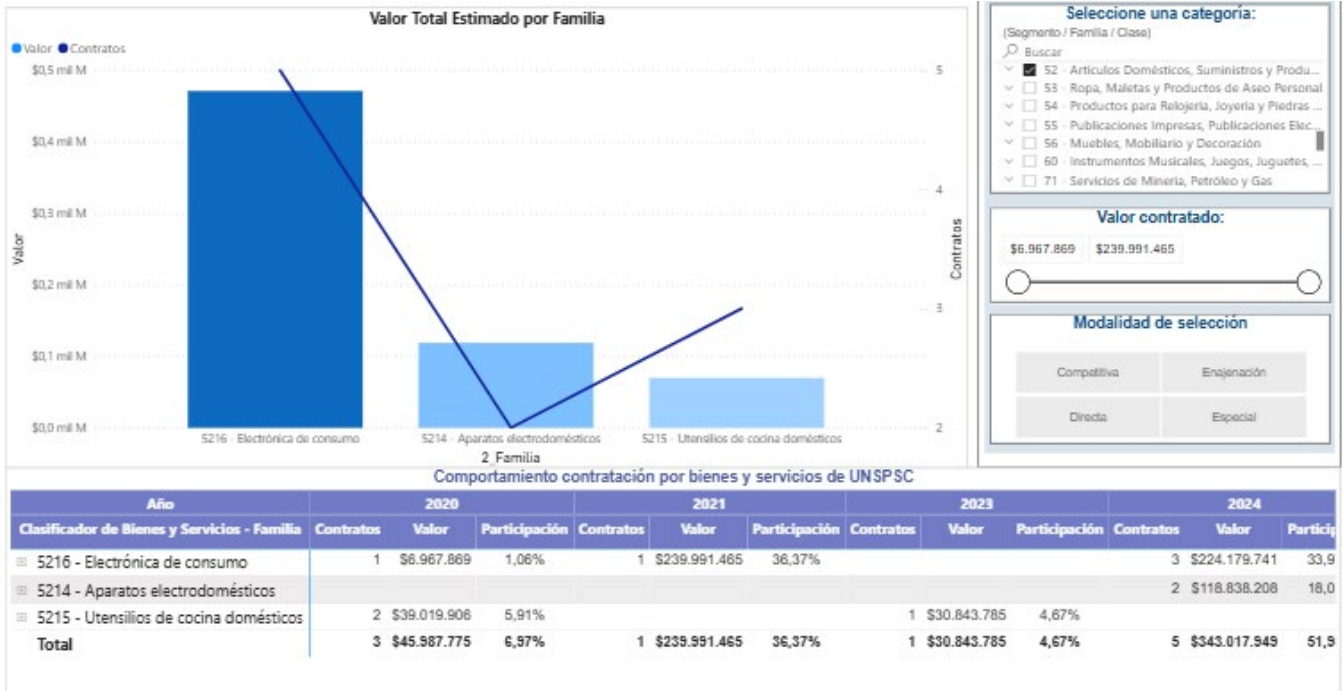 Valor Total Estimado por Familia
Valor Contratos
$0,5 mil M
$0,4 mil M
$0,3 mil M
$0,2 mil M
$0,1 mil M
$0,0 mil M
Valor
5
4
3
2
Contratos
5216 - Electrónica de consumo 5214 - Aparatos electrodomésticos 5215 - Utensilios de cocina domésticos
2_Familia
Seleccione una categoría:
(Segmento / Familia / Clase)
Buscar
52 - Artículos Domésticos, Suministros y Produ...
53 - Ropa, Maletas y Productos de Aseo Personal
54 - Productos para Relojería, Joyería y Piedras ...
55 - Publicaciones Impresas, Publicaciones Elec...
56 - Muebles, Mobiliario y Decoración
60 - Instrumentos Musicales, Juegos, Juguetes, ...
71 - Servicios de Minería, Petróleo y Gas
Valor contratado:
$6.967.869 $239.991.465
Modalidad de selección
Competitiva Enajenación
Directa Especial
Comportamiento contratación por bienes y servicios de UNSPSC
Año 2020 2021 2023 2024
Clasificador de Bienes y Servicios - Familia Contratos Valor Participación Contratos Valor Participación Contratos Valor Participación Contratos Valor Particip
5216 - Electrónica de consumo 1 $6.967.869 1,06% 1 $239.991.465 36,37% 3 $224.179.741 33,9
5214 - Aparatos electrodomésticos 2 $118.838.208 18,0
5215 - Utensilios de cocina domésticos 2 $39.019.906 5,91% 1 $30.843.785 4,67%
Total 3 $45.987.775 6,97% 1 $239.991.465 36,37% 1 $30.843.785 4,67% 5 $343.017.949 51,9